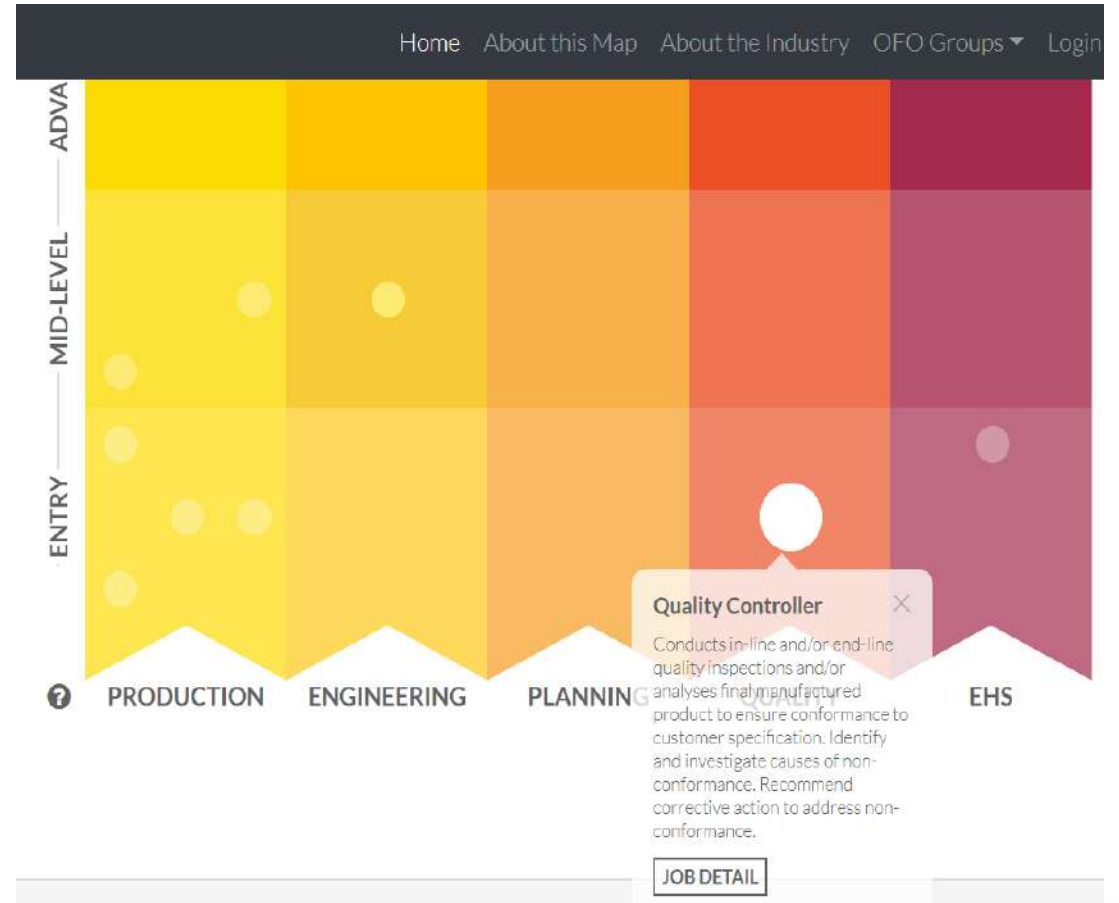 Home About this Map About the Industry OFO Groups Login
ADVA
MID-LEVEL
ENTRY
Quality Controller
Conducts in-line and/or end-line
quality inspections and/or
analyses final manufactured
product to ensure conformance to
customer specification. Identify
and investigate causes of non-
conformance. Recommend
corrective action to address non-
conformance.
JOB DETAIL
? PRODUCTION ENGINEERING PLANNING QUALITY EHS